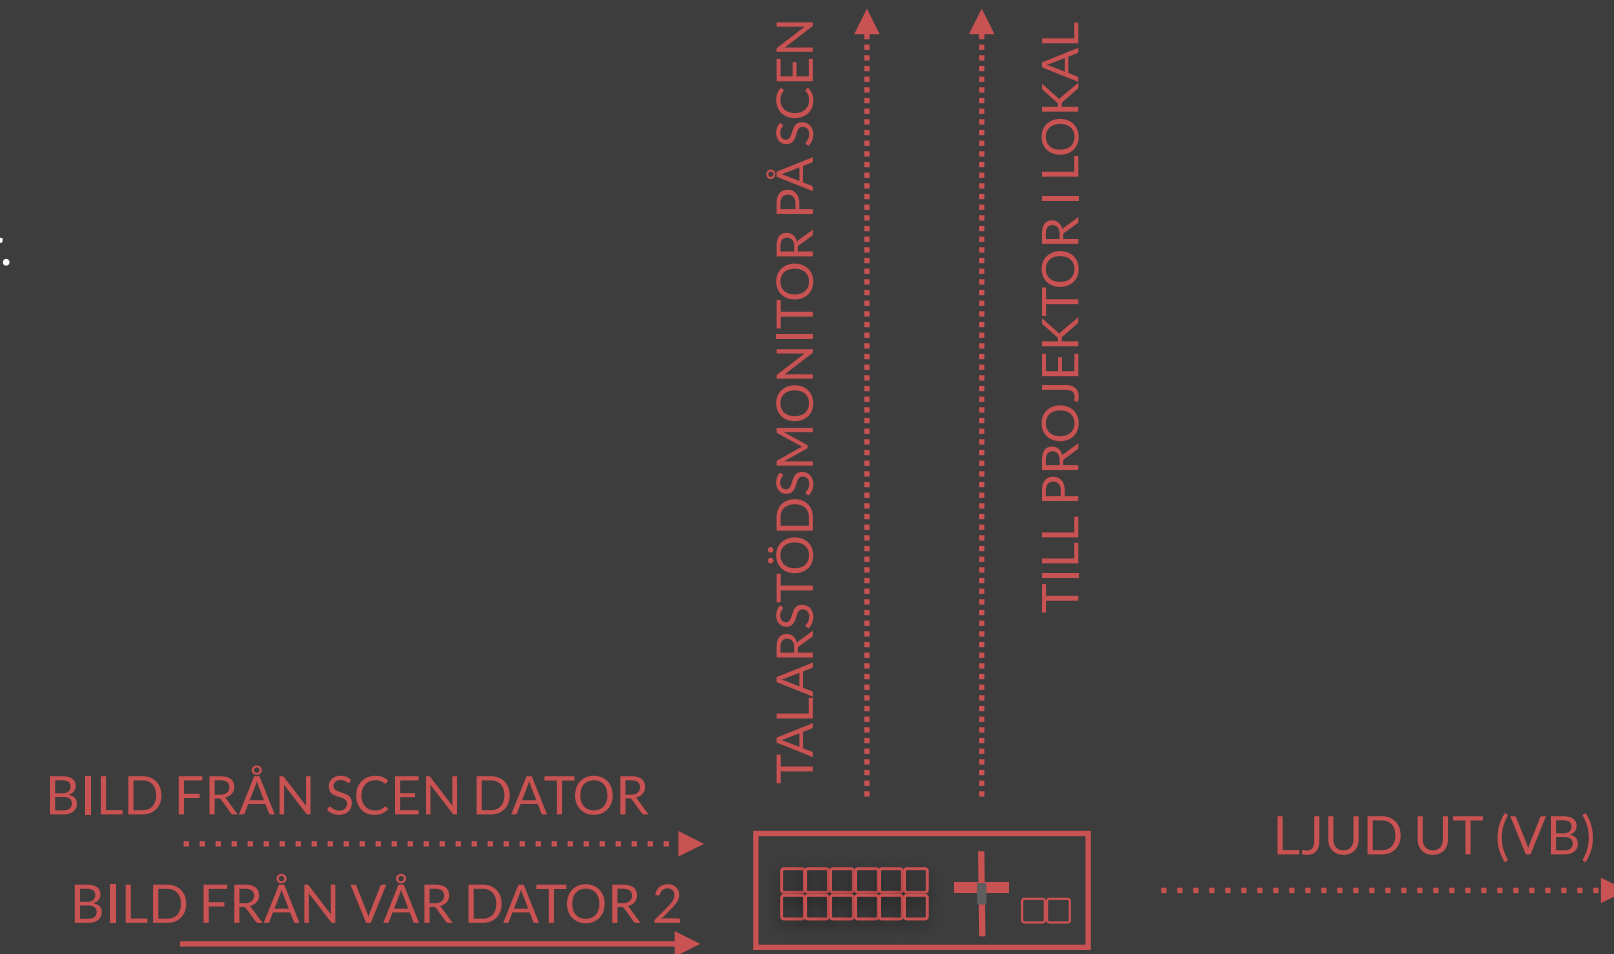 TALARSTÖDSMONITOR PÅ SCEN
TILL PROJEKTOR I LOKAL
BILD FRÅN SCEN DATOR
BILD FRÅN VÅR DATOR 2
LJUD UT (VB)